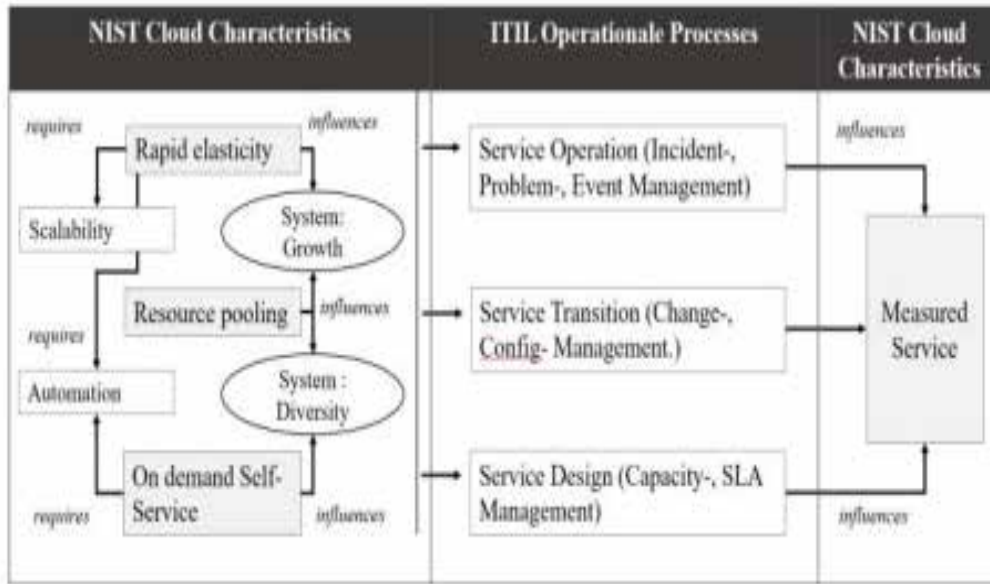 NIST Cloud Characteristics
ITIL Operationale Processes
NIST Cloud
Characteristics
requires
influences
influences
Rapid elasticity
Service Operation (Incident-,
Problem-, Event Management)
Scalability
System:
Growth
Resource pooling
influences
Service Transition (Change-,
Config- Management.)
Measured
Service
requires
Automation
System :
Diversity
On demand Self-
Service
Service Design (Capacity-, SLA
Management)
requires
influences
influences